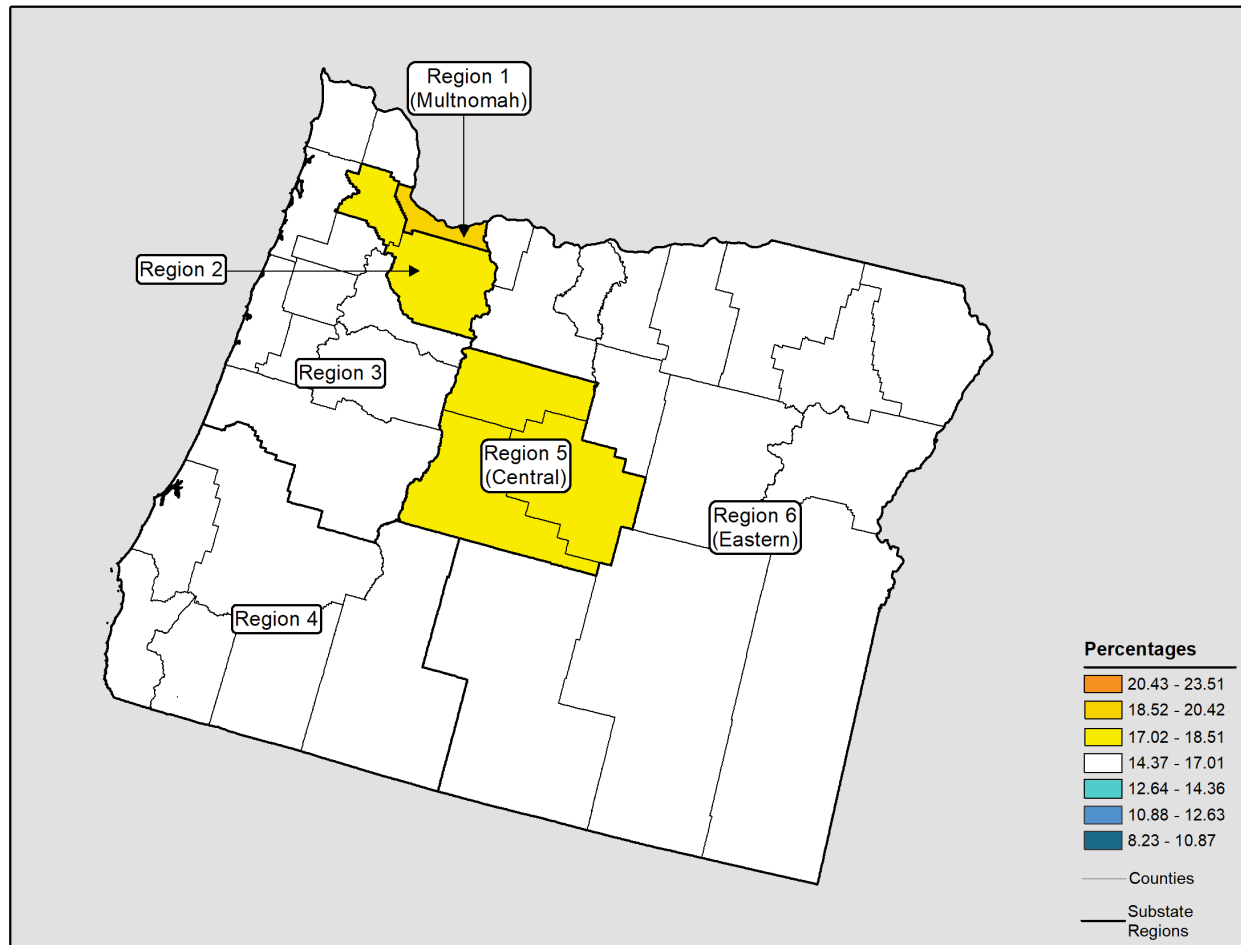 Region 1
(Multnomah)
Region 2
Region 3
Region 5
(Central)
Region 6
(Eastern)
Region 4
Percentages
20.43 - 23.51
18.52 - 20.42
17.02 - 18.51
14.37 - 17.01
12.64 - 14.36
10.88 - 12.63
8.23 - 10.87
Counties
Substate
Regions